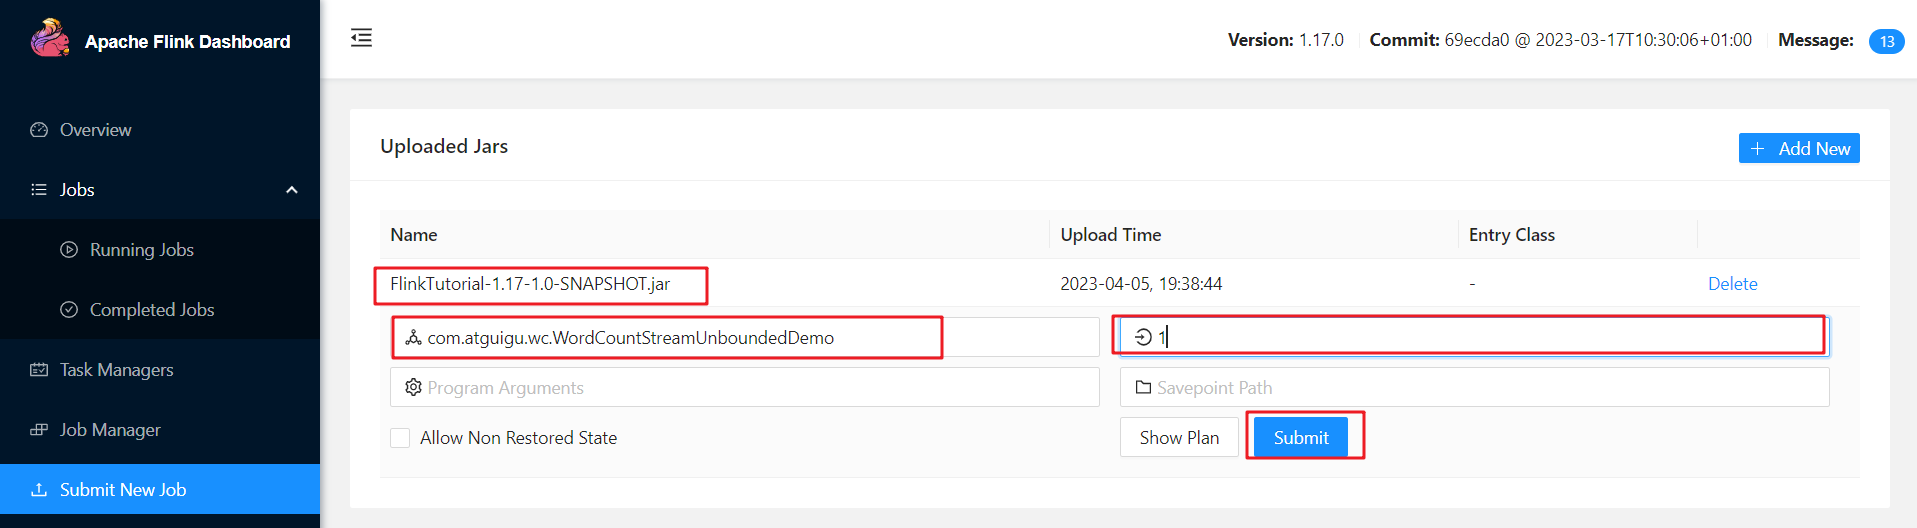 Apache Flink Dashboard
Version: 1.17.0 Commit: 69ecda0 @ 2023-03-17T10:30:06+01:00 Message: 13
Overview
Jobs
Running Jobs
Completed Jobs
Task Managers
Job Manager
Submit New Job
Uploaded Jars
+ Add New
Name Upload Time Entry Class
FlinkTutorial-1.17-1.0-SNAPSHOT.jar 2023-04-05, 19:38:44 - Delete
com.atguigu.wc.WordCountStreamUnboundedDemo 1
Program Arguments Savepoint Path
Allow Non Restored State Show Plan Submit